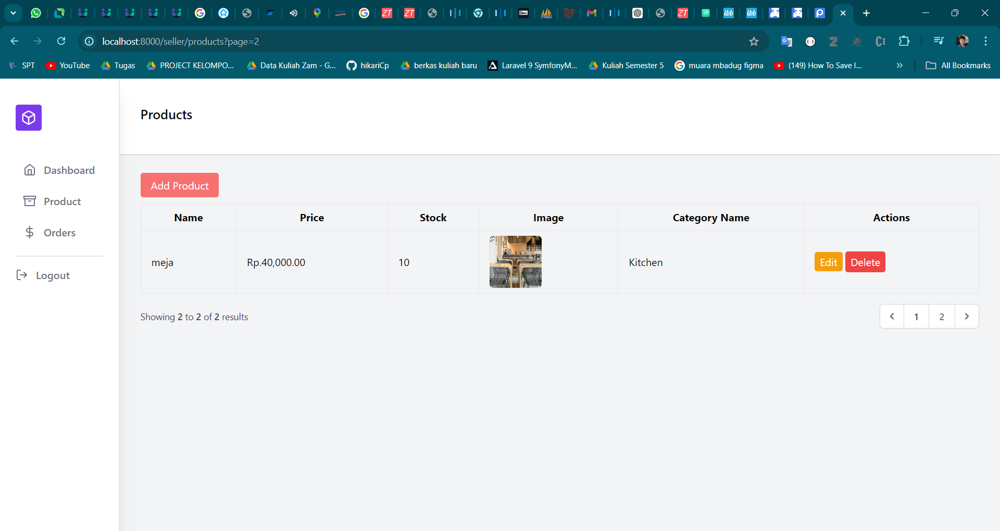 localhost:8000/seller/products?page=2
SPT YouTube Tugas PROJECT KELOMPO... Data Kuliah Zam - G... hikariCp berkas kuliah baru Laravel 9 SymfonyM... Kuliah Semester 5 muara mbadug figma (149) How To Save I... All Bookmarks
Products
Dashboard
Product
Orders
Logout
Add Product
Name Price Stock Image Category Name Actions
meja Rp.40,000.00 10 Kitchen Edit Delete
Showing 2 to 2 of 2 results
1 2